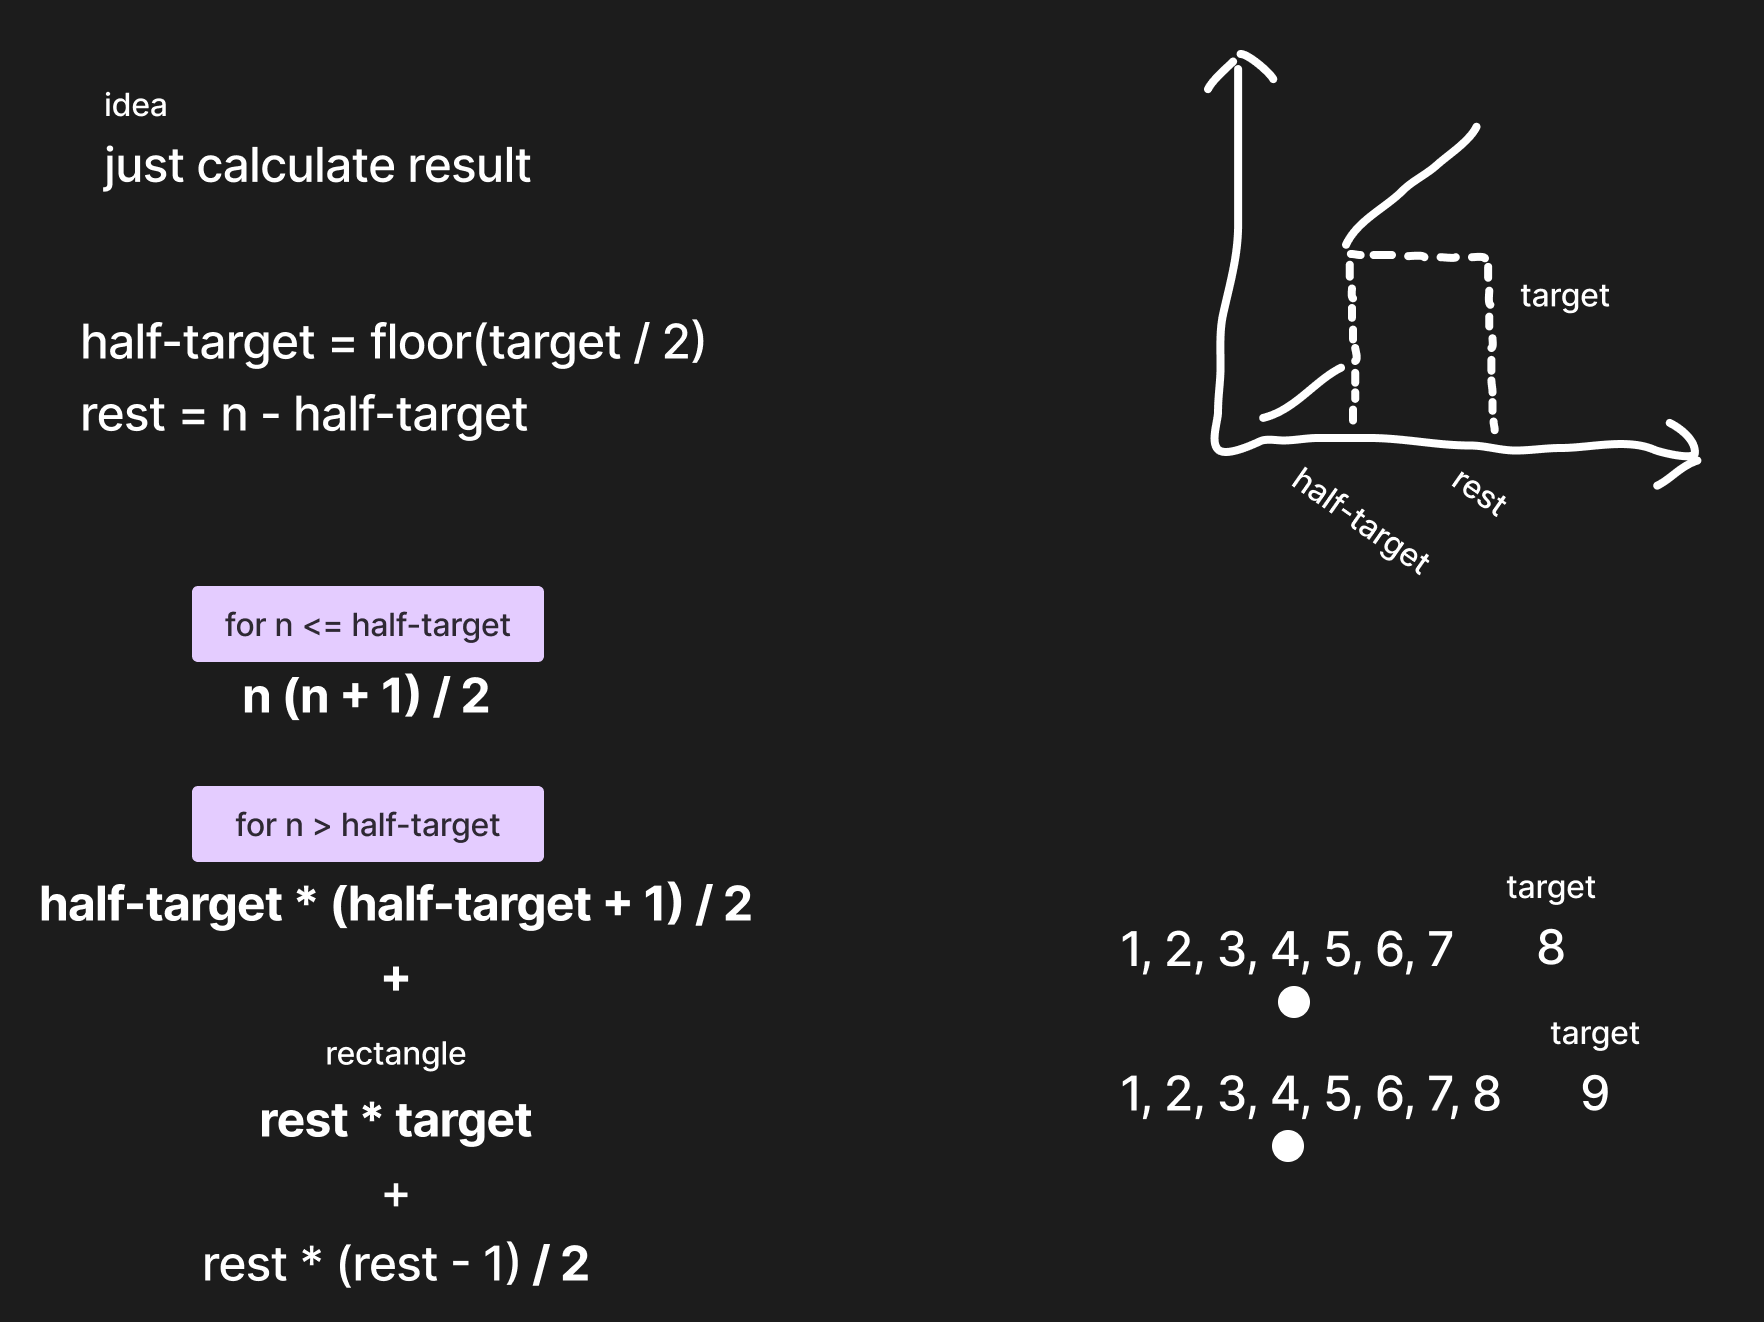 idea
just calculate result
half-target = floor(target / 2)
rest = n - half-target
for n <= half-target
n (n + 1) / 2
for n > half-target
half-target * (half-target + 1) / 2
+
rectangle
rest * target
+
rest * (rest - 1) / 2
target
half-target
rest
target
1, 2, 3, 4, 5, 6, 7 8
target
1, 2, 3, 4, 5, 6, 7, 8 9